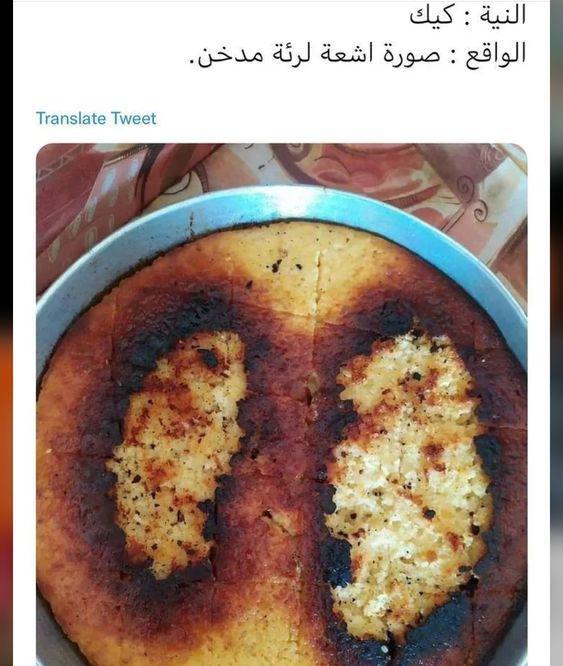 النية : كيك
الواقع : صورة اشعة لرئة مدخن.
Translate Tweet